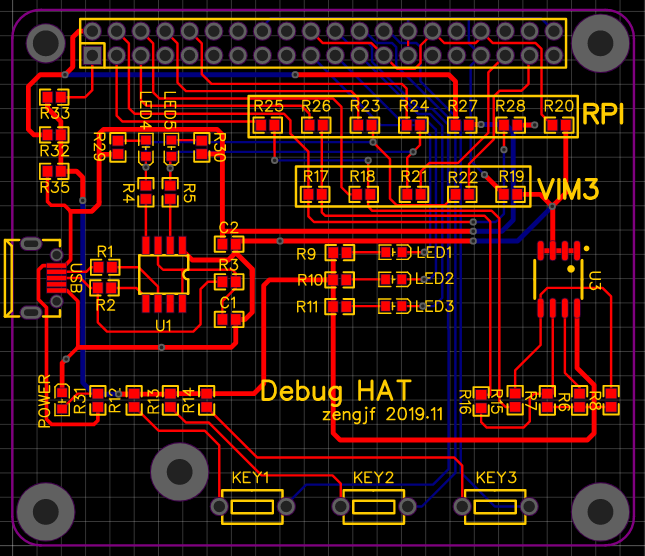 R33
R32
R35
R29
LED4
LED5
R30
R4
R5
R25 R26 R23 R24 R27 R28 R20 RPI
R17 R18 R21 R22 R19 VIM3
C2
R1
R2
USB
U1
R3
C1
R9 LED1
R10 LED2
R11 LED3
U3
POWER
R31
R12
R13
R14
Debug HAT
zengjf 2019.11
R16
R15
R7
R6
R8
KEY1 KEY2 KEY3